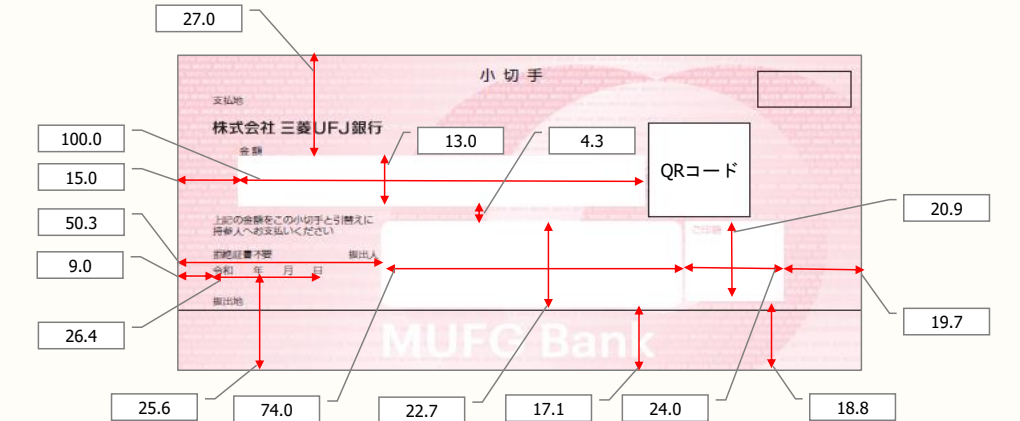 27.0
小切手
支払地
株式会社 三菱UFJ銀行
金額
100.0
13.0
4.3
QRコード
15.0
50.3
上記の金額をこの小切手と引替えに
持参人へお支払いください
ご印鑑
20.9
拒絶証書不要 振出人
9.0
令和 年 月 日
振出地
26.4
MUFG Bank
19.7
25.6
74.0
22.7
17.1
24.0
18.8